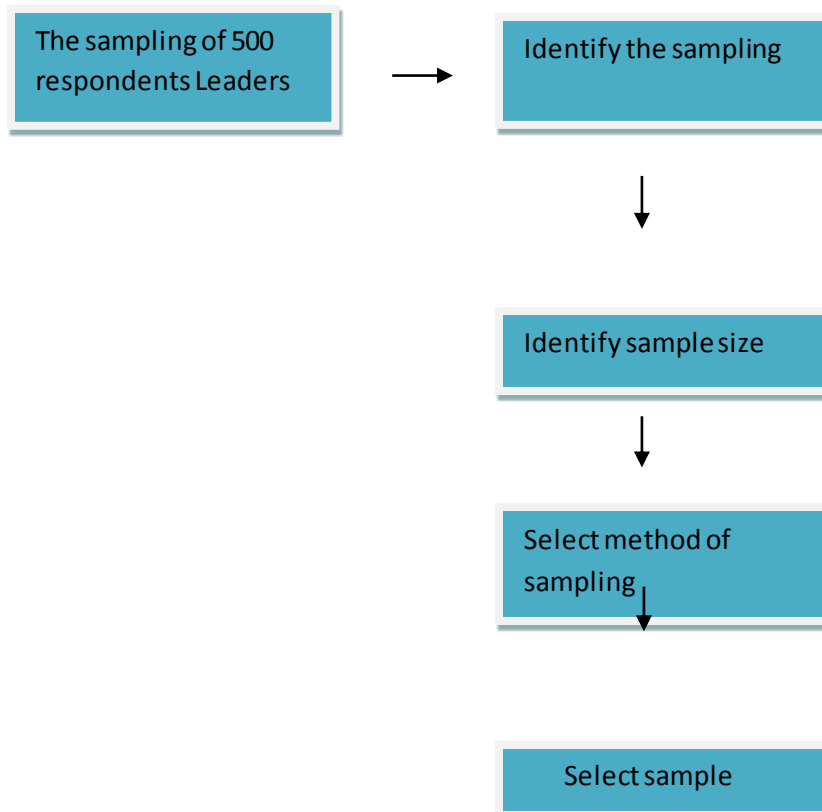 The sampling of 500
respondents Leaders
Identify the sampling
Identify sample size
Select method of
sampling
Select sample